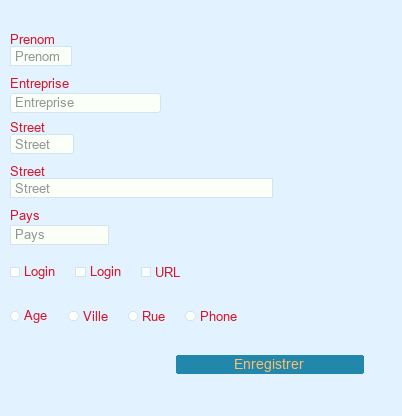 Prenom
Prenom
Entreprise
Entreprise
Street
Street
Street
Street
Pays
Pays
Login Login URL
Age Ville Rue Phone
Enregistrer